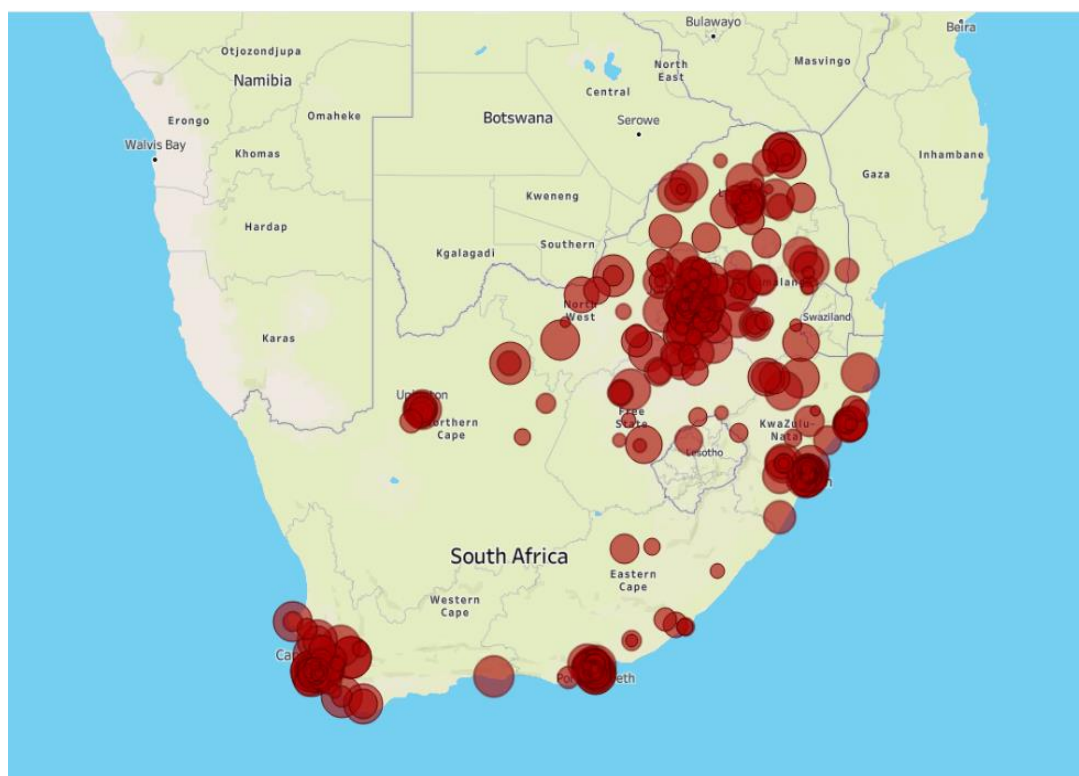 Bulawayo
Beira
Otjozondjupa
Masvingo
North
East
Namibia
Central
Omaheke
Botswana
Erongo
Serowe
Walvis Bay
Khomas
Inhambane
Gaza
Kweneng
Hardap
Southern
Kgalagadi
North
West
Swaziland
Karas
Northern
Cape
Free
State
KwaZulu-
Natal
Lesotho
South Africa
Eastern
Cape
Western
Cape